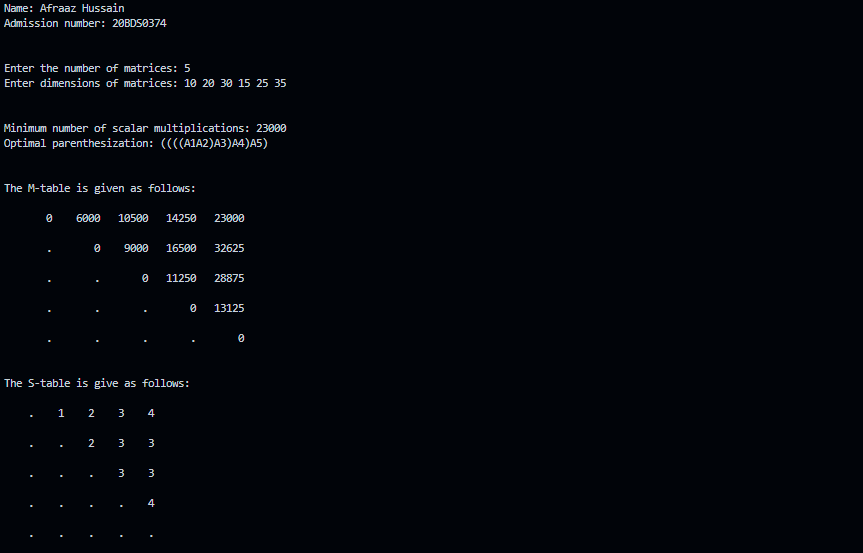 Name: Afraaz Hussain
Admission number: 20BDS0374
Enter the number of matrices: 5
Enter dimensions of matrices: 10 20 30 15 25 35
Minimum number of scalar multiplications: 23000
Optimal parenthesization: ((((A1A2)A3)A4)A5)
The M-table is given as follows:
0 6000 10500 14250 23000
. 0 9000 16500 32625
. . 0 11250 28875
. . . 0 13125
. . . . 0
The S-table is give as follows:
. 1 2 3 4
. . 2 3 3
. . . 3 3
. . . . 4
. . . . .